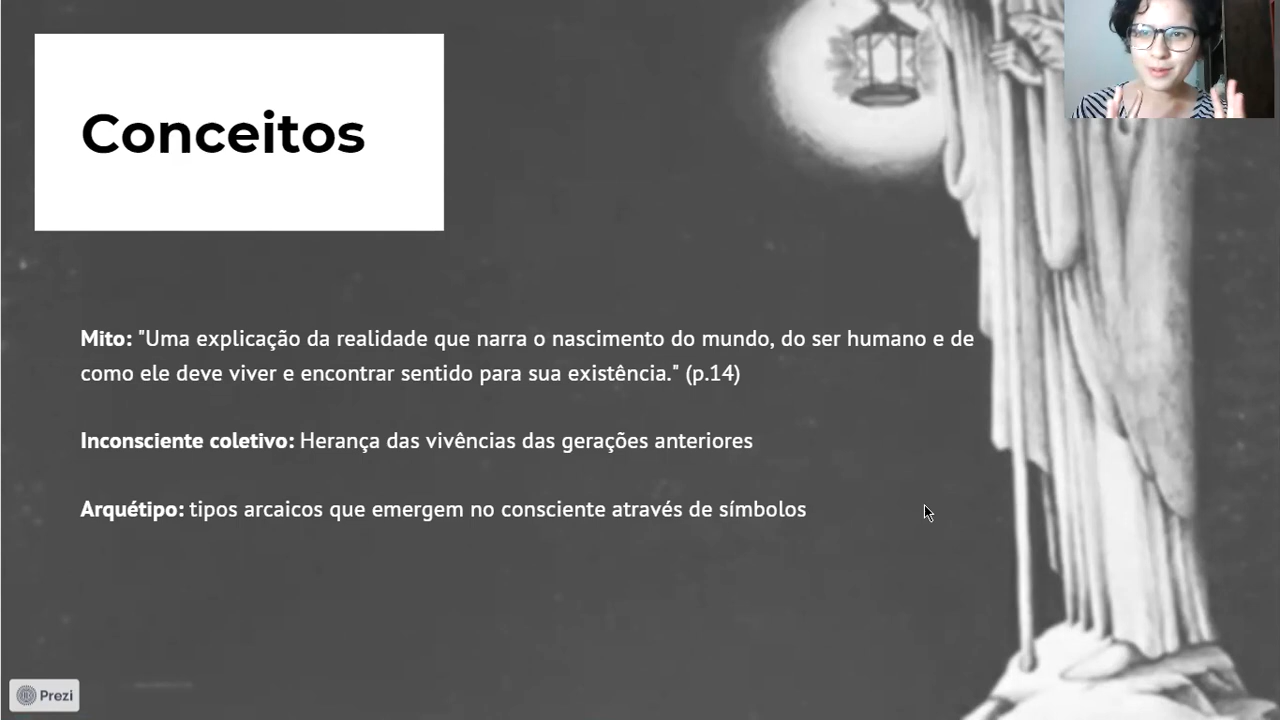 Conceitos
Mito: "Uma explicação da realidade que narra o nascimento do mundo, do ser humano e de
como ele deve viver e encontrar sentido para sua existência." (p.14)
Inconsciente coletivo: Herança das vivências das gerações anteriores
Arquétipo: tipos arcaicos que emergem no consciente através de símbolos
Prezi